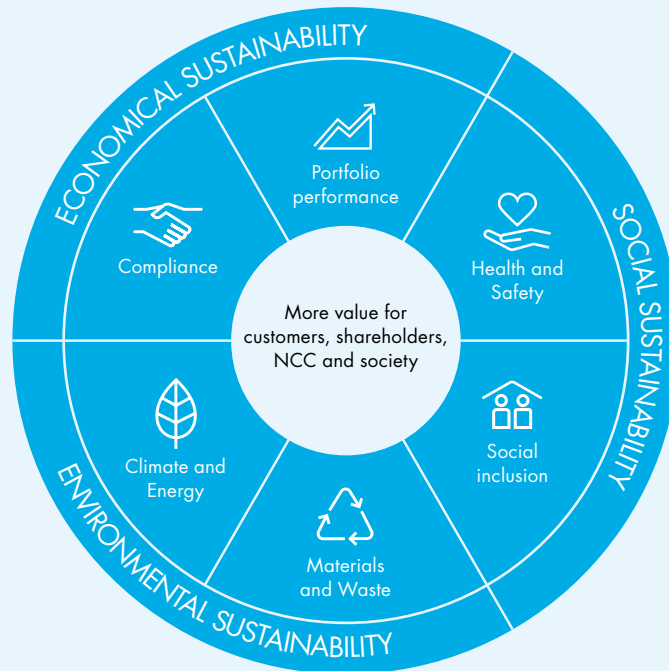 ECONOMICAL SUSTAINABILITY
Portfolio
performance
Compliance
Health and
Safety
SOCIAL SUSTAINABILITY
More value for
customers, shareholders,
NCC and society
Climate and
Energy
Social
inclusion
Materials
and Waste
ENVIRONMENTAL SUSTAINABILITY